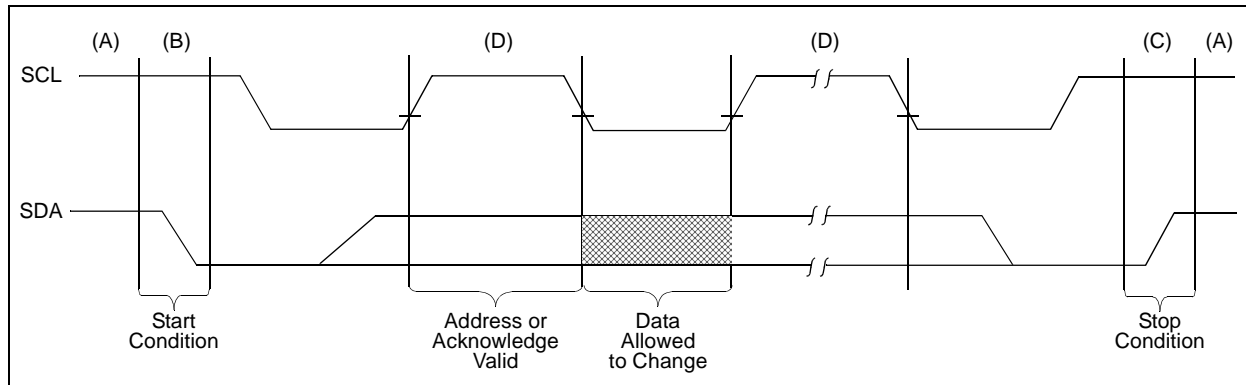 (A) (B) (D) (D) (C) (A)
SCL
SDA
Start
Condition
Address or
Acknowledge
Valid
Data
Allowed
to Change
Stop
Condition